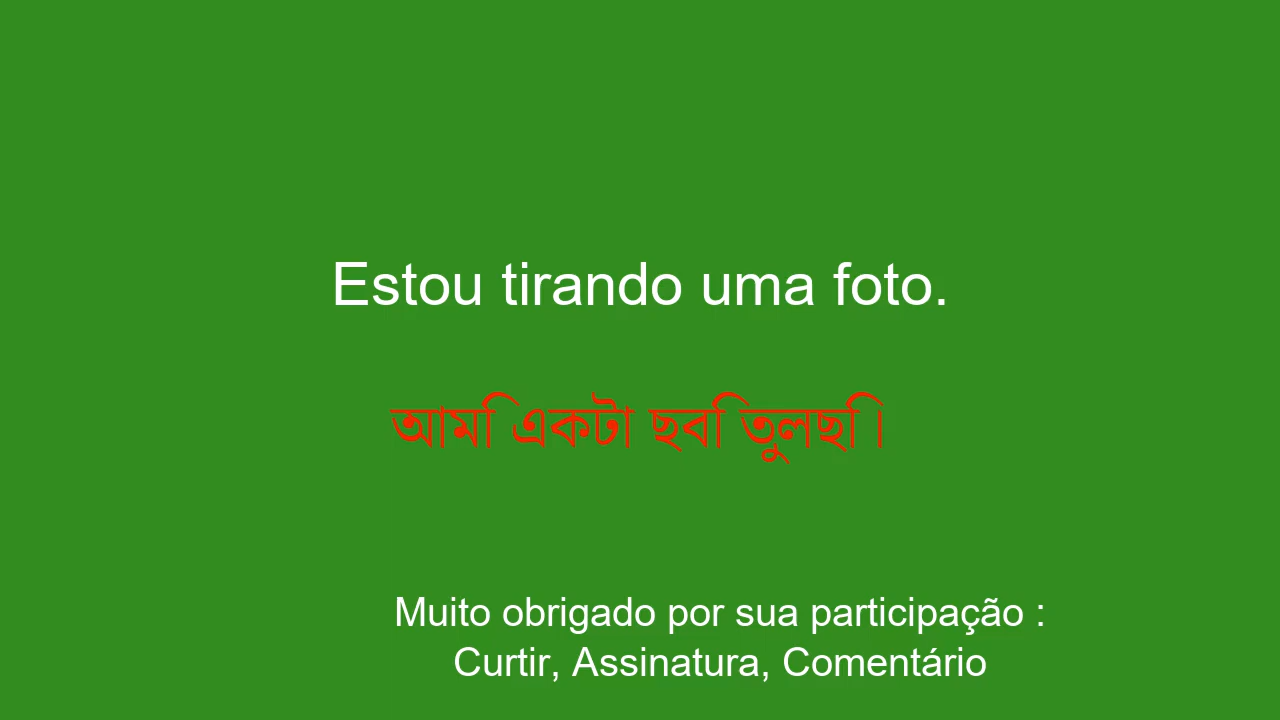 Estou tirando uma foto.
আমি একটা ছবি তুলছি।
Muito obrigado por sua participação :
Curtir, Assinatura, Comentário